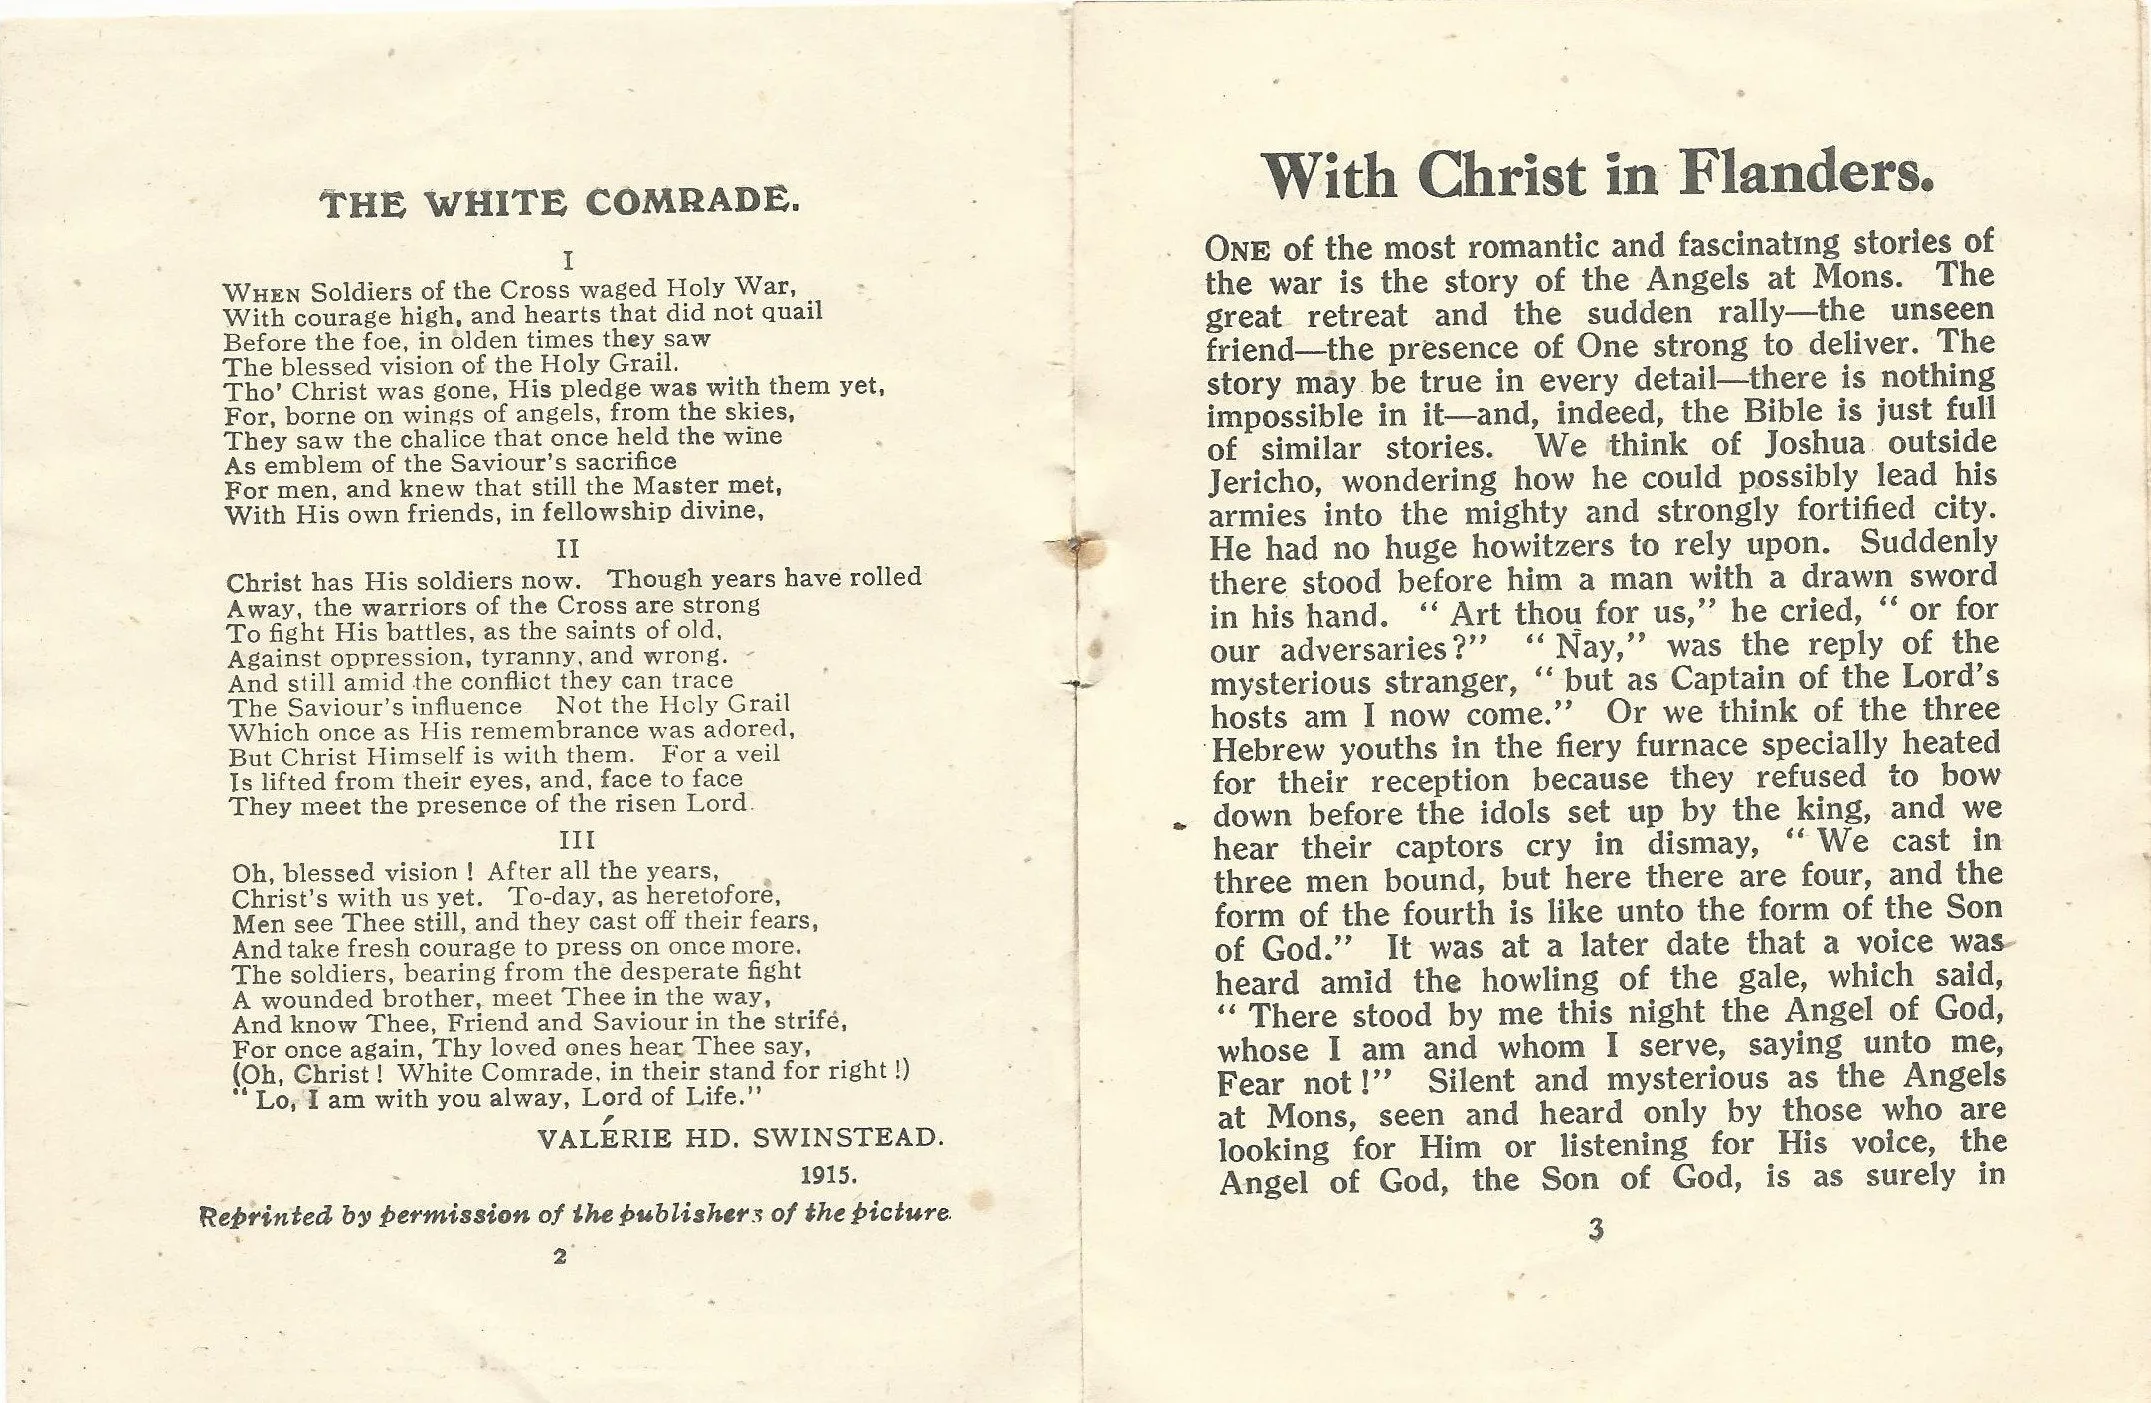 THE WHITE COMRADE.
I
WHEN Soldiers of the Cross waged Holy War,
With courage high, and hearts that did not quail
Before the foe, in olden times they saw
The blessed vision of the Holy Grail.
Tho' Christ was gone, His pledge was with them yet,
For, borne on wings of angels, from the skies,
They saw the chalice that once held the wine
As emblem of the Saviour's sacrifice
For men, and knew that still the Master met,
With His own friends, in fellowship divine,
II
Christ has His soldiers now. Though years have rolled
Away, the warriors of the Cross are strong
To fight His battles, as the saints of old,
Against oppression, tyranny, and wrong.
And still amid the conflict they can trace
The Saviour's influence Not the Holy Grail
Which once as His remembrance was adored,
But Christ Himself is with them. For a veil
Is lifted from their eyes, and, face to face
They meet the presence of the risen Lord.
III
Oh, blessed vision! After all the years,
Christ's with us yet. To-day, as heretofore,
Men see Thee still, and they cast off their fears,
And take fresh courage to press on once more.
The soldiers, bearing from the desperate fight
A wounded brother, meet Thee in the way,
And know Thee, Friend and Saviour in the strife,
For once again, Thy loved ones hear Thee say,
(Oh, Christ! White Comrade, in their stand for right!)
"Lo, I am with you alway, Lord of Life."
VALÉRIE HD. SWINSTEAD.
1915.
Reprinted by permission of the publishers of the picture.
2
With Christ in Flanders.
ONE of the most romantic and fascinating stories of
the war is the story of the Angels at Mons. The
great retreat and the sudden rally—the unseen
friend—the presence of One strong to deliver. The
story may be true in every detail—there is nothing
impossible in it—and, indeed, the Bible is just full
of similar stories. We think of Joshua outside
Jericho, wondering how he could possibly lead his
armies into the mighty and strongly fortified city.
He had no huge howitzers to rely upon. Suddenly
there stood before him a man with a drawn sword
in his hand. "Art thou for us," he cried, "or for
our adversaries?" "Nay," was the reply of the
mysterious stranger, "but as Captain of the Lord's
hosts am I now come." Or we think of the three
Hebrew youths in the fiery furnace specially heated
for their reception because they refused to bow
down before the idols set up by the king, and we
hear their captors cry in dismay, "We cast in
three men bound, but here there are four, and the
form of the fourth is like unto the form of the Son
of God." It was at a later date that a voice was
heard amid the howling of the gale, which said,
"There stood by me this night the Angel of God,
whose I am and whom I serve, saying unto me,
Fear not!" Silent and mysterious as the Angels
at Mons, seen and heard only by those who are
looking for Him or listening for His voice, the
Angel of God, the Son of God, is as surely in
3